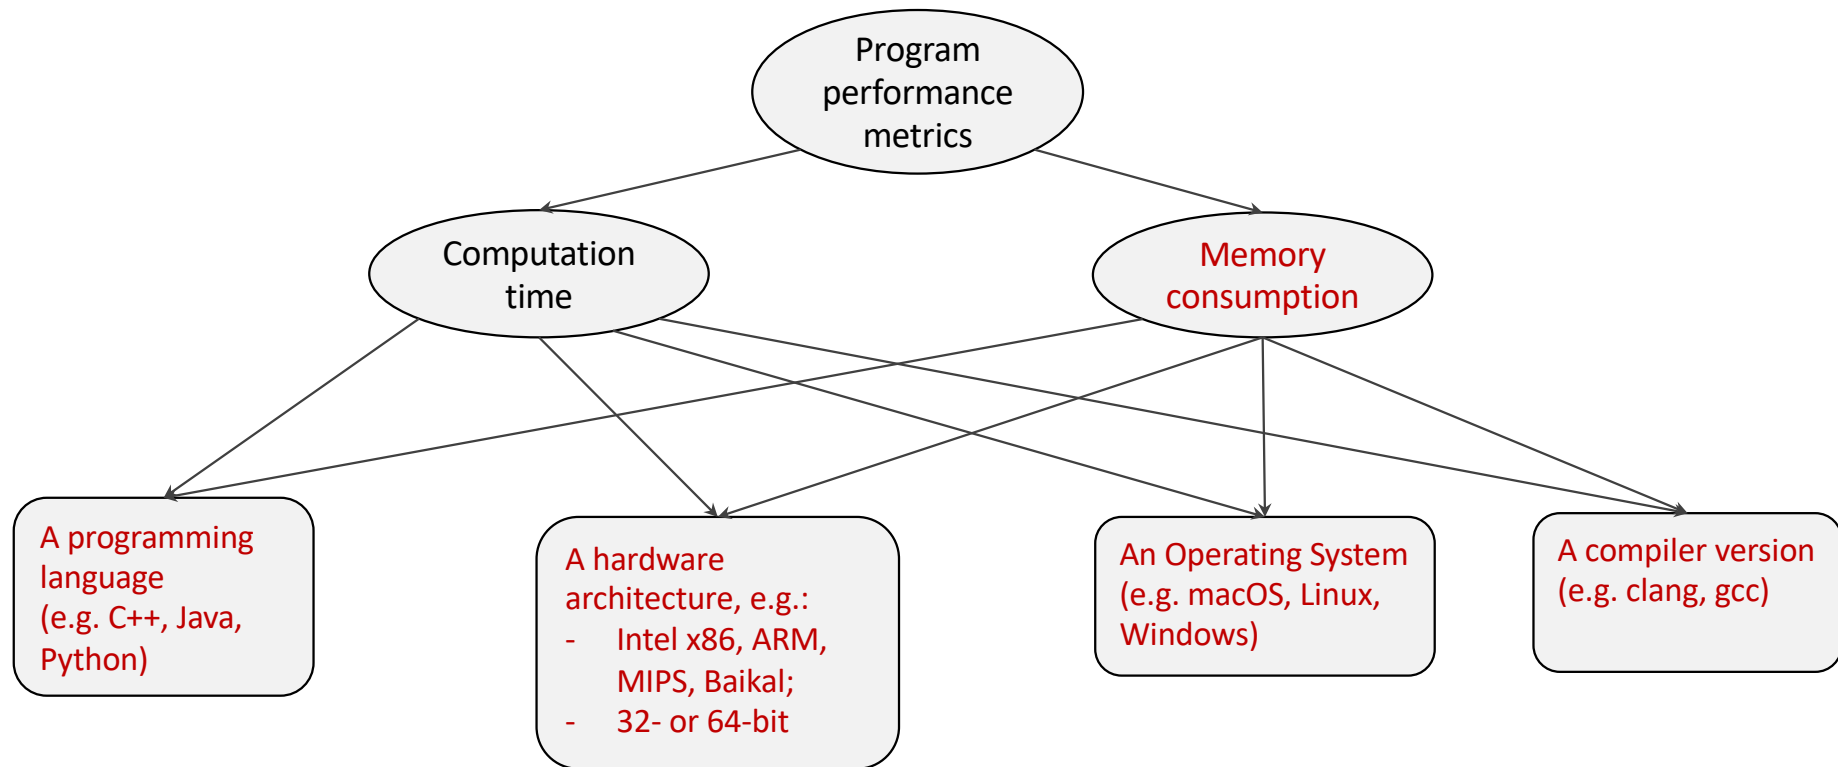 Program
performance
metrics
Computation
time
Memory
consumption
A programming
language
(e.g. C++, Java,
Python)
A hardware
architecture, e.g.:
- Intel x86, ARM,
MIPS, Baikal;
- 32- or 64-bit
An Operating System
(e.g. macOS, Linux,
Windows)
A compiler version
(e.g. clang, gcc)